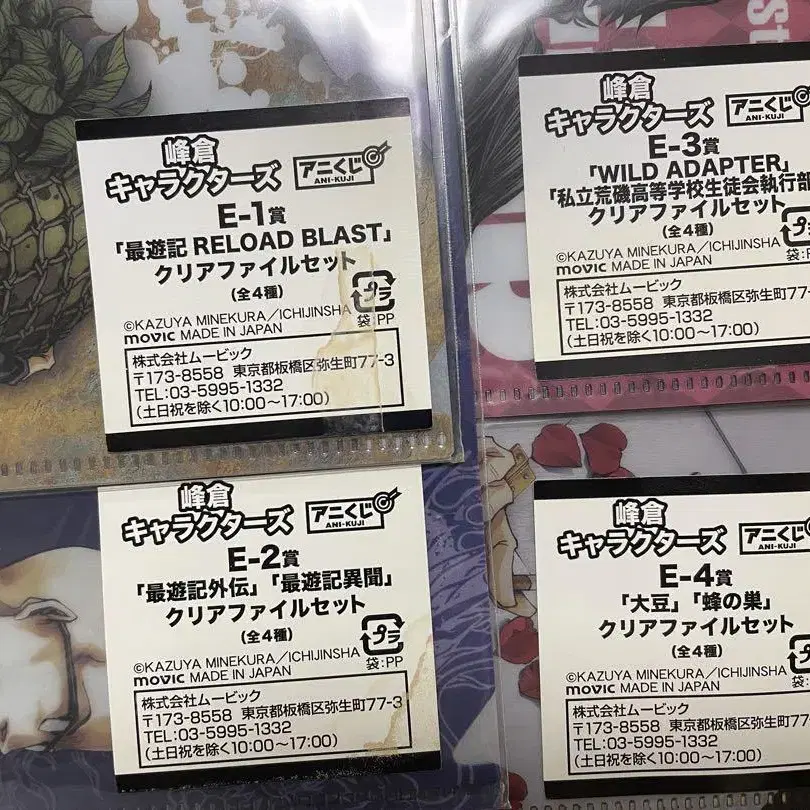 峰倉
キャラクターズ
アニくじ
ANI-KUJI
E-1賞
「最遊記 RELOAD BLAST」
クリアファイルセット
(全4種)
プラ
袋:PP
©KAZUYA MINEKURA/ICHIJINSHA
movic MADE IN JAPAN
株式会社ムービック
〒173-8558 東京都板橋区弥生町77-3
TEL:03-5995-1332
(土日祝を除く10:00〜17:00)
峰倉
キャラクターズ
アニくじ
ANI-KUJI
E-3賞
「WILD ADAPTER」
「私立荒磯高等学校生徒会執行部
クリアファイルセット
(全4種)
©KAZUYA MINEKURA/ICHIJINSHA
movic MADE IN JAPAN
袋:
株式会社ムービック
〒173-8558 東京都板橋区弥生町77-
TEL:03-5995-1332
(土日祝を除く10:00〜17:00)
峰倉
キャラクターズ
アニくじ
ANI-KUJI
E-2賞
「最遊記外伝」「最遊記異聞」
クリアファイルセット
(全4種)
プラ
袋:PP
©KAZUYA MINEKURA/ICHIJINSHA
movic MADE IN JAPAN
株式会社ムービック
〒173-8558 東京都板橋区弥生町77-3
TEL:03-5995-1332
(土日祝を除く10:00〜17:00)
峰倉
キャラクターズ
アニくじ
ANI-KUJI
E-4賞
「大豆」「蜂の巣」
クリアファイルセット
(全4種)
©KAZUYA MINEKURA/ICHIJINSHA
movic MADE IN JAPAN
袋:
株式会社ムービック
〒173-8558 東京都板橋区弥生町77-
TEL:03-5995-1332
(土日祝を除く10:00〜17:00)